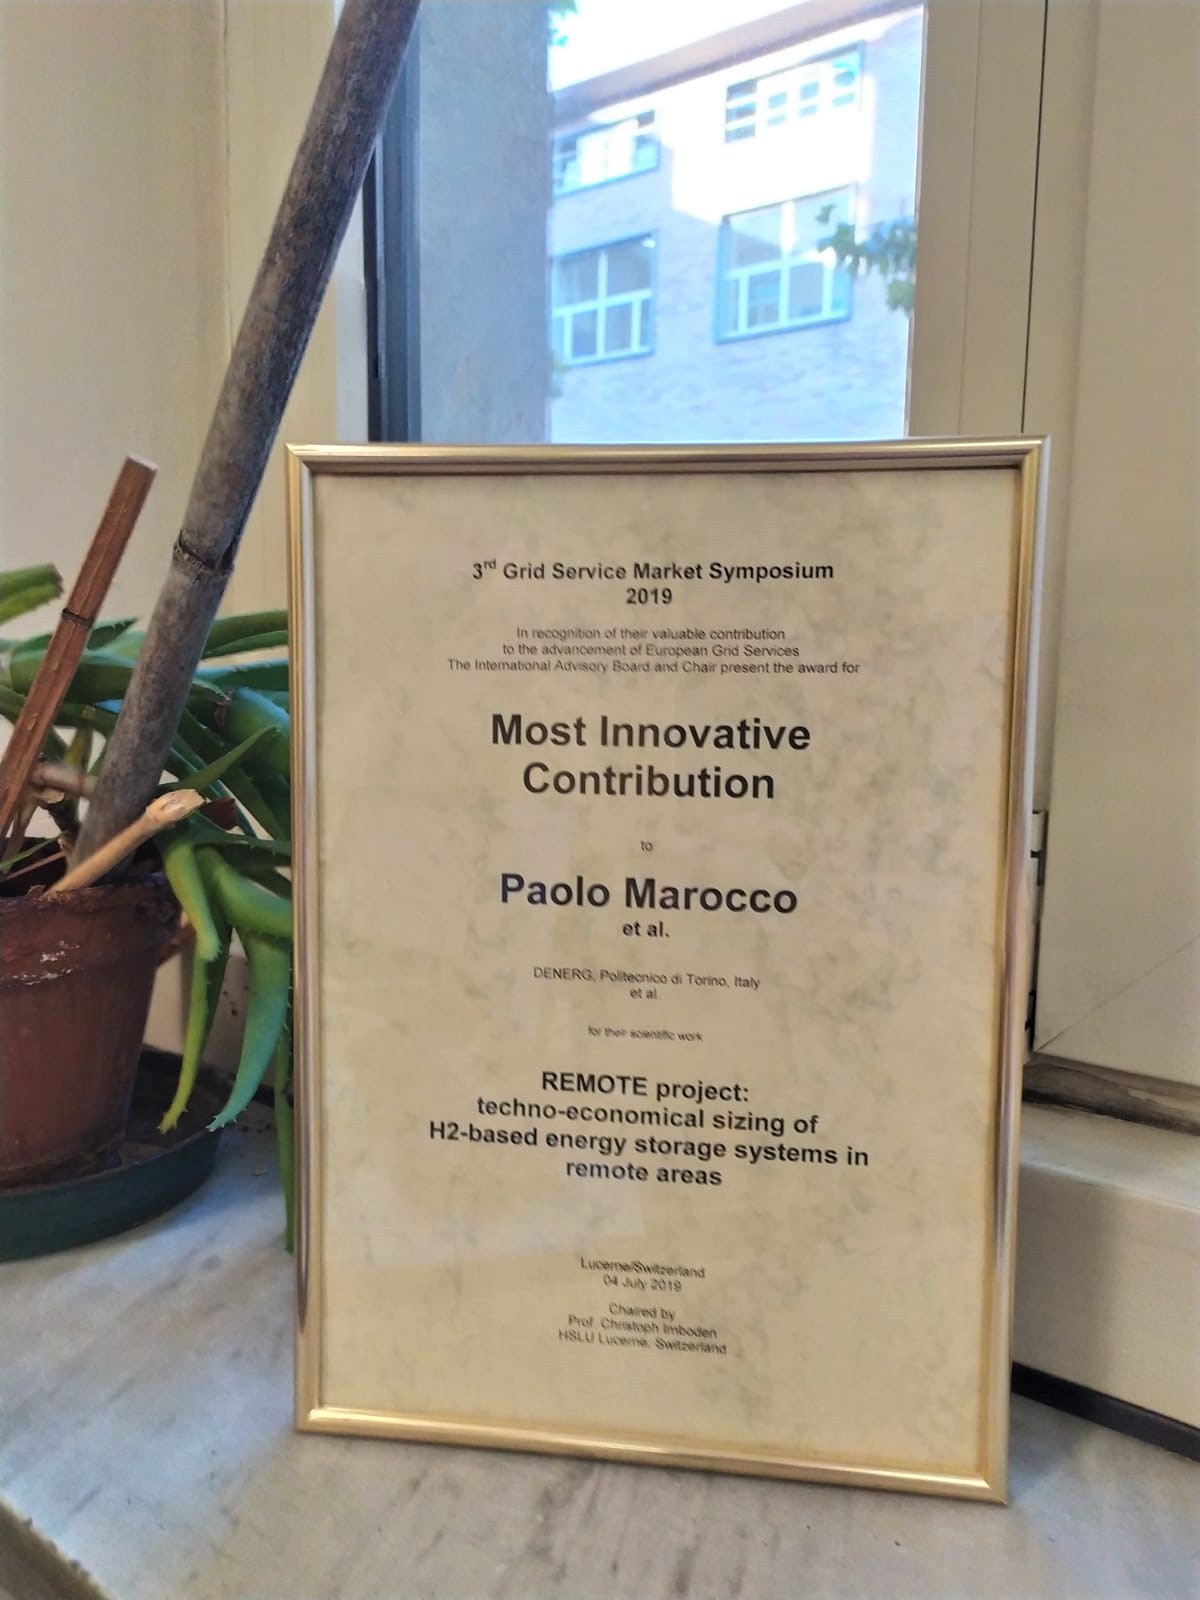 3rd Grid Service Market Symposium
2019
In recognition of their valuable contribution
to the advancement of European Grid Services
The International Advisory Board and Chair present the award for
Most Innovative
Contribution
to
Paolo Marocco
et al.
DENERG, Politecnico di Torino, Italy
et al.
for their scientific work
REMOTE project:
techno-economical sizing of
H2-based energy storage systems in
remote areas
Lucerne/Switzerland
04 July 2019
Chaired by
Prof. Christoph Imboden
HSLU Lucerne, Switzerland